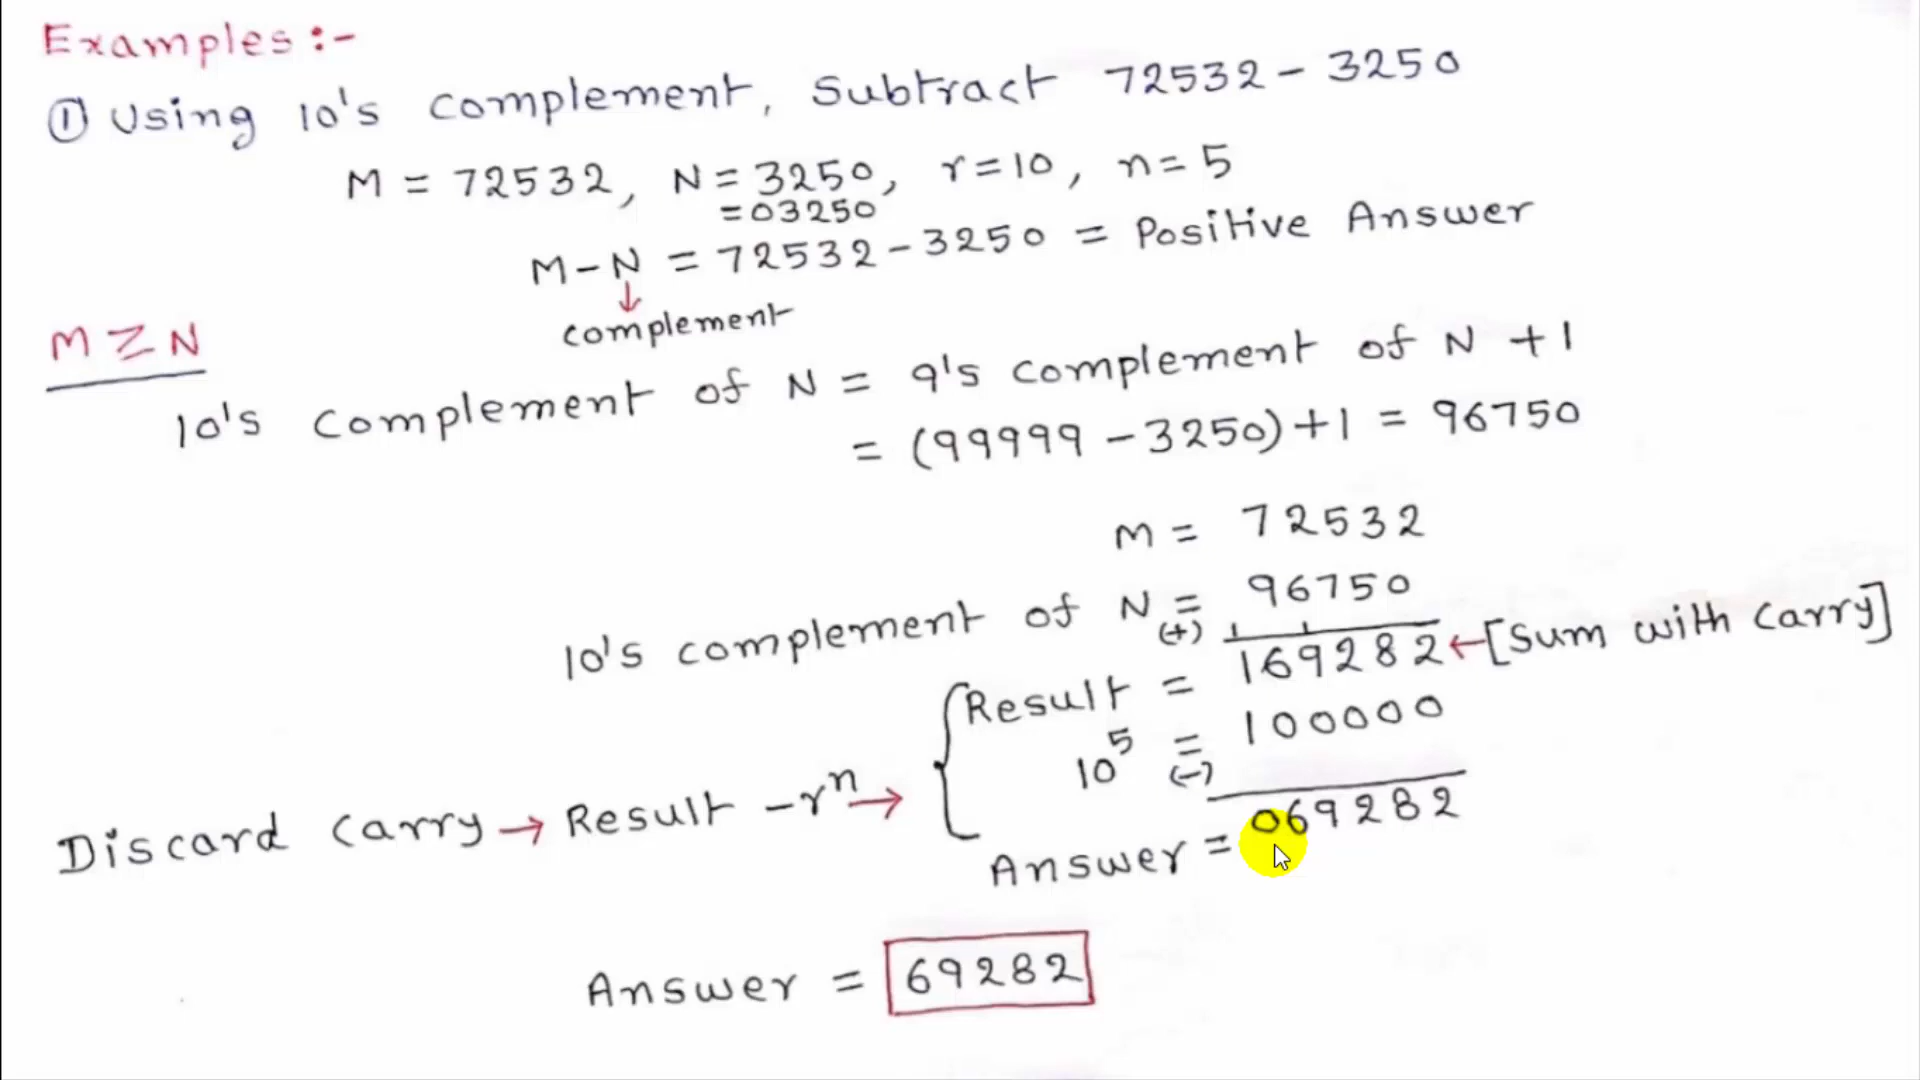 Examples:-
① Using 10's complement, Subtract 72532 - 3250
M = 72532, N = 3250, r = 10, n = 5
= 03250
M - N = 72532 - 3250 = Positive Answer
↓
complement
M ≥ N
10's complement of N = 9's complement of N + 1
= (99999 - 3250) + 1 = 96750
M = 72532
10's complement of N = 96750
(+) 1 1
Result = 169282 ← [Sum with carry]
10^5 = 100000
(-)
Discard Carry → Result - r^n →
Answer = 069282
Answer = 69282